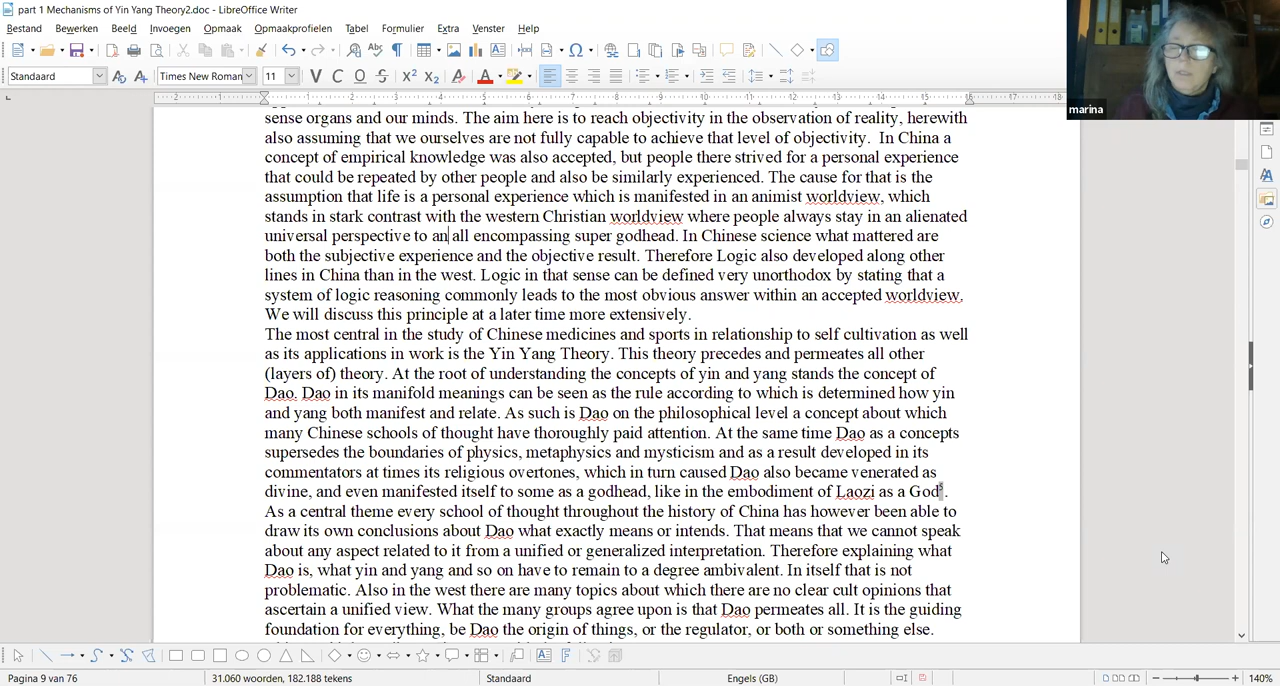 part 1 Mechanisms of Yin Yang Theory2.doc - LibreOffice Writer
Bestand Bewerken Beeld Invoegen Opmaak Opmaakprofielen Tabel Formulier Extra Venster Help
marina
Standaard Times New Roman 11
2 1 1 2 3 4 5 6 7 8 9 10 11 12 13 14 15 16 17 18
sense organs and our minds. The aim here is to reach objectivity in the observation of reality, herewith
also assuming that we ourselves are not fully capable to achieve that level of objectivity. In China a
concept of empirical knowledge was also accepted, but people there strived for a personal experience
that could be repeated by other people and also be similarly experienced. The cause for that is the
assumption that life is a personal experience which is manifested in an animist worldview, which
stands in stark contrast with the western Christian worldview where people always stay in an alienated
universal perspective to an all encompassing super godhead. In Chinese science what mattered are
both the subjective experience and the objective result. Therefore Logic also developed along other
lines in China than in the west. Logic in that sense can be defined very unorthodox by stating that a
system of logic reasoning commonly leads to the most obvious answer within an accepted worldview.
We will discuss this principle at a later time more extensively.
The most central in the study of Chinese medicines and sports in relationship to self cultivation as well
as its applications in work is the Yin Yang Theory. This theory precedes and permeates all other
(layers of) theory. At the root of understanding the concepts of yin and yang stands the concept of
Dao. Dao in its manifold meanings can be seen as the rule according to which is determined how yin
and yang both manifest and relate. As such is Dao on the philosophical level a concept about which
many Chinese schools of thought have thoroughly paid attention. At the same time Dao as a concepts
supersedes the boundaries of physics, metaphysics and mysticism and as a result developed in its
commentators at times its religious overtones, which in turn caused Dao also became venerated as
divine, and even manifested itself to some as a godhead, like in the embodiment of Laozi as a God5.
As a central theme every school of thought throughout the history of China has however been able to
draw its own conclusions about Dao what exactly means or intends. That means that we cannot speak
about any aspect related to it from a unified or generalized interpretation. Therefore explaining what
Dao is, what yin and yang and so on have to remain to a degree ambivalent. In itself that is not
problematic. Also in the west there are many topics about which there are no clear cult opinions that
ascertain a unified view. What the many groups agree upon is that Dao permeates all. It is the guiding
foundation for everything, be Dao the origin of things, or the regulator, or both or something else.
Pagina 9 van 76 31.060 woorden, 182.188 tekens Standaard Engels (GB) 140%